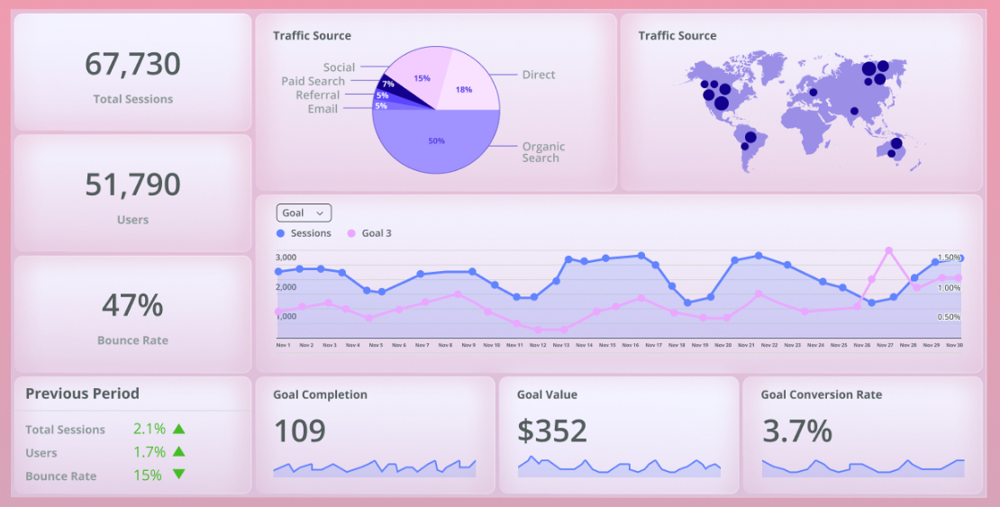 67,730
Total Sessions
51,790
Users
47%
Bounce Rate
Previous Period
Total Sessions 2.1%
Users 1.7%
Bounce Rate 15%
Traffic Source
Social
Paid Search
Referral
Email
Direct
Organic
Search
15%
18%
7%
5%
5%
50%
Traffic Source
Goal
Sessions Goal 3
3,000
2,000
1,000
1.50%
1.00%
0.50%
Nov 1 Nov 2 Nov 3 Nov 4 Nov 5 Nov 6 Nov 7 Nov 8 Nov 9 Nov 10 Nov 11 Nov 12 Nov 13 Nov 14 Nov 15 Nov 16 Nov 17 Nov 18 Nov 19 Nov 20 Nov 21 Nov 22 Nov 23 Nov 24 Nov 25 Nov 26 Nov 27 Nov 28 Nov 29 Nov 30
Goal Completion
109
Goal Value
$352
Goal Conversion Rate
3.7%